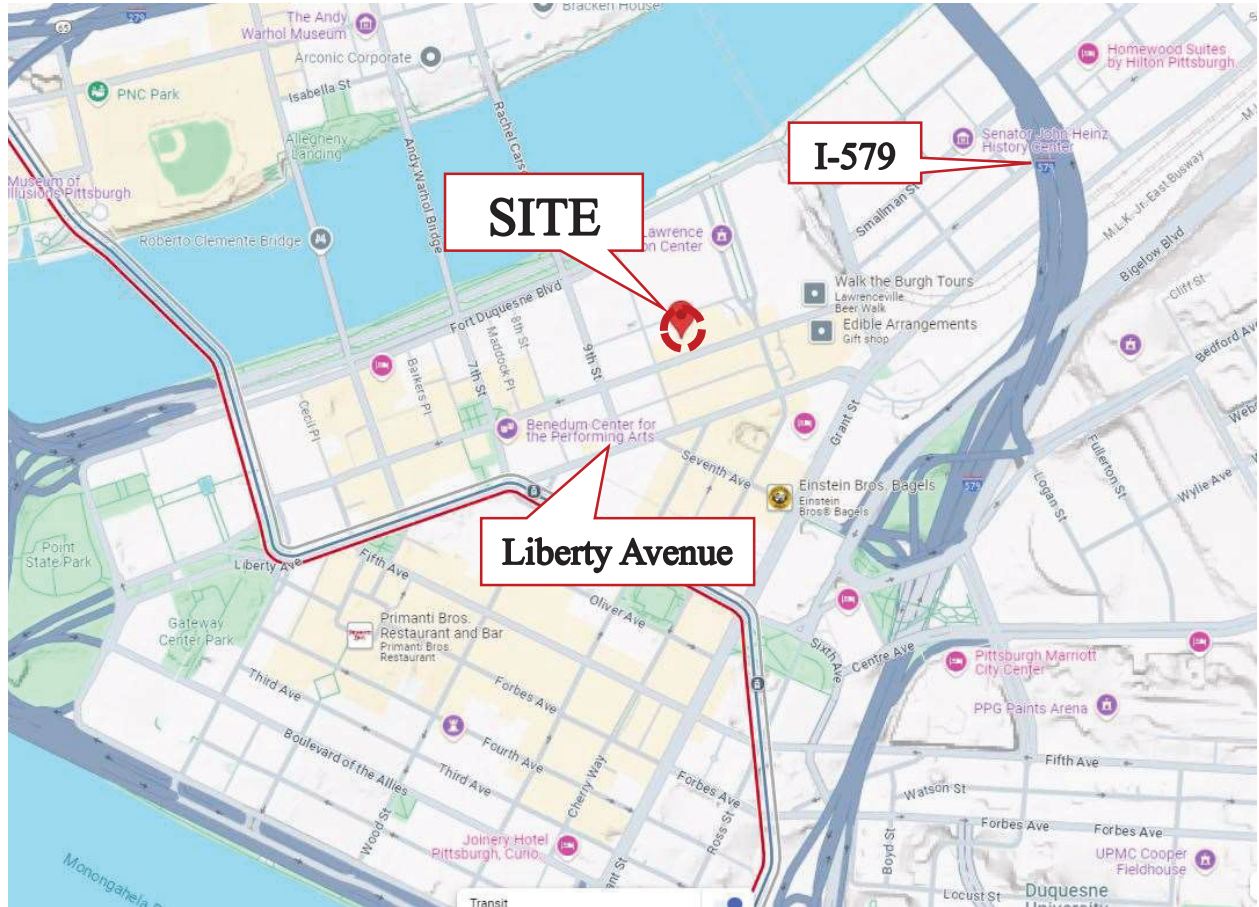 65
279
Bracken House
The Andy
Warhol Museum
Arconic Corporate
Homewood Suites
by Hilton Pittsburgh.
PNC Park
Isabella St
Rachel Cars
Allegheny
Landing
Andy Warhol Bridge
I-579
Senator John Heinz
History Center
579
Museum of
Illusions Pittsburgh
SITE
Smallman St
M.L.K. Jr. East Busway
Roberto Clemente Bridge
Lawrence
on Center
Bigelow Blvd
Cliff St
Walk the Burgh Tours
Lawrenceville
Beer Walk
Fort Duquesne Blvd
Edible Arrangements
Gift shop
8th St
Maddock Pl
9th St
Bedford Av
Barkers Pl
7th St
Cecil Pl
Grant St
Benedum Center for
the Performing Arts
Fullerton St
Logan St
Wylie Ave
Seventh Ave
Einstein Bros. Bagels
Einstein
Bros® Bagels
579
Point
State Park
Liberty Avenue
Liberty Ave
Fifth Ave
Oliver Ave
Gateway
Center Park
Primanti Bros.
Restaurant and Bar
Primanti Bros.
Restaurant
Sixth Ave
Centre Ave
Pittsburgh Marriott
City Center
Third Ave
Forbes Ave
PPG Paints Arena
Boulevard of the Allies
Fourth Ave
Third Ave
Cherry Way
Forbes Ave
Fifth Ave
Watson St
Wood St
Ross St
Boyd St
Forbes Ave
Forbes Ave
Joinery Hotel
Pittsburgh, Curio.
UPMC Cooper
Fieldhouse
Monongahela
ant St
Locust St
Duquesne
University
Transit